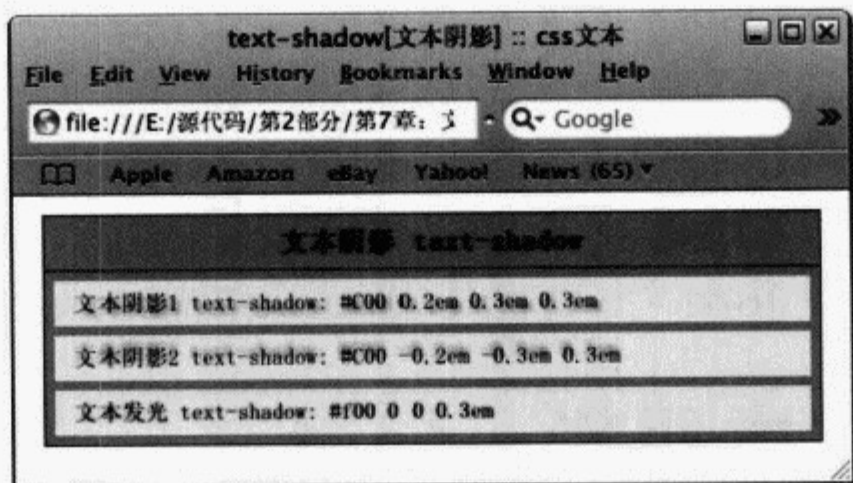 text-shadow[文本阴影] :: css文本
File Edit View History Bookmarks Window Help
file:///E:/源代码/第2部分/第7章：文 Google
Apple Amazon eBay Yahoo! News (65)
文本阴影 text-shadow
文本阴影1 text-shadow: #C00 0.2em 0.3em 0.3em
文本阴影2 text-shadow: #C00 -0.2em -0.3em 0.3em
文本发光 text-shadow: #f00 0 0 0.3em